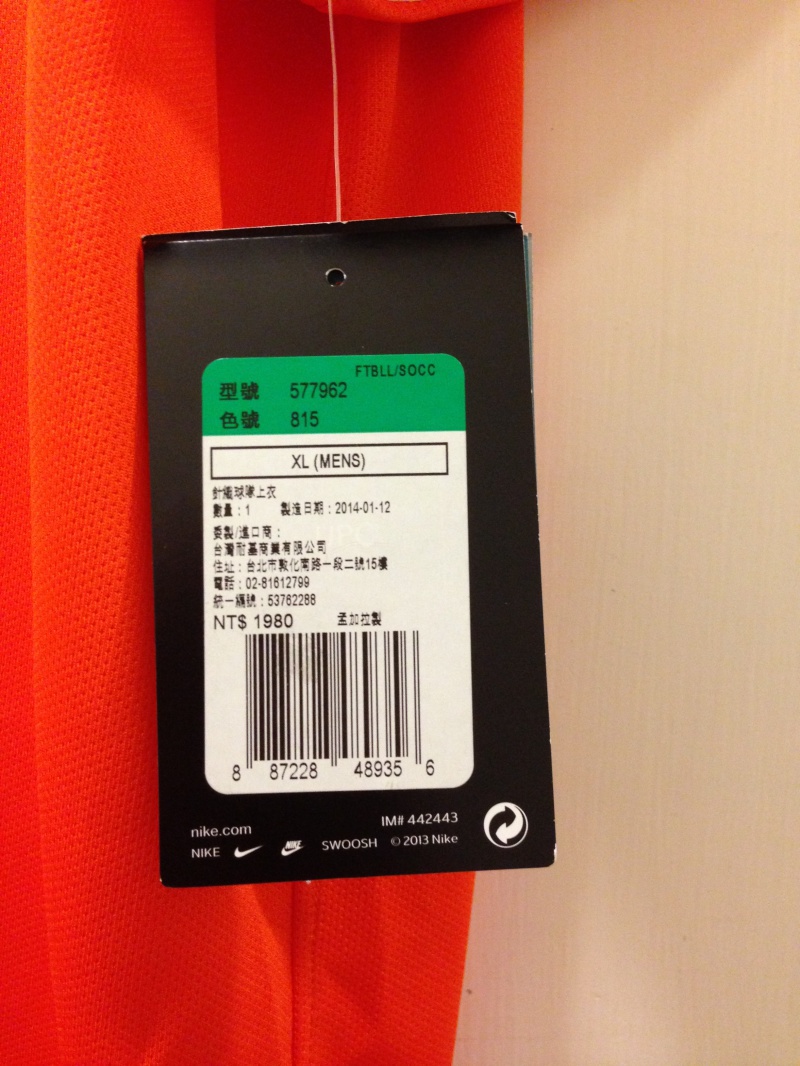 FTBLL/SOCC
型號 577962
色號 815
XL (MENS)
針織球隊上衣
數量：1 製造日期：2014-01-12
委製/進口商：
台灣耐基商業有限公司
住址：台北市敦化南路一段二號15樓
電話：02-81612799
統一編號：53762288
NT$ 1980 孟加拉製
8 87228 48935 6
nike.com IM# 442443
NIKE NIKE SWOOSH © 2013 Nike